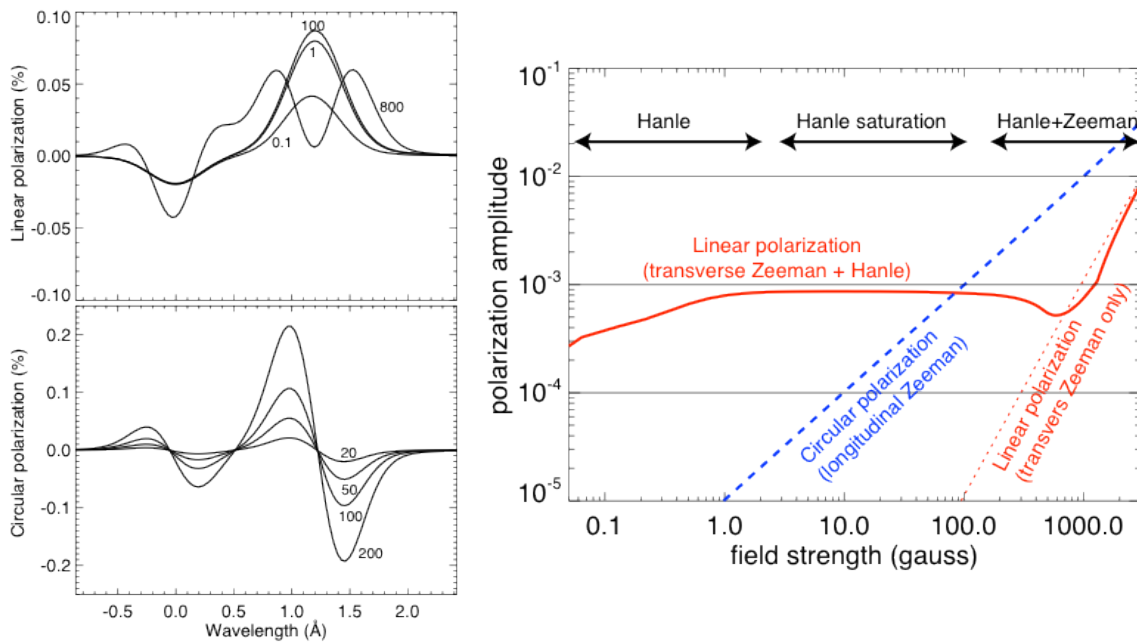 0.10
0.05
0.00
-0.05
-0.10
Linear polarization (%)
100
1
0.1
800
0.2
0.1
0.0
-0.1
-0.2
Circular polarization (%)
20
50
100
200
-0.5
0.0
0.5
1.0
1.5
2.0
Wavelength (Å)
10-1
10-2
10-3
10-4
10-5
polarization amplitude
Hanle
Hanle saturation
Hanle+Zeeman
Linear polarization
(transverse Zeeman + Hanle)
Circular polarization
(longitudinal Zeeman)
Linear polarization
(transvers Zeeman only)
0.1
1.0
10.0
100.0
1000.0
field strength (gauss)